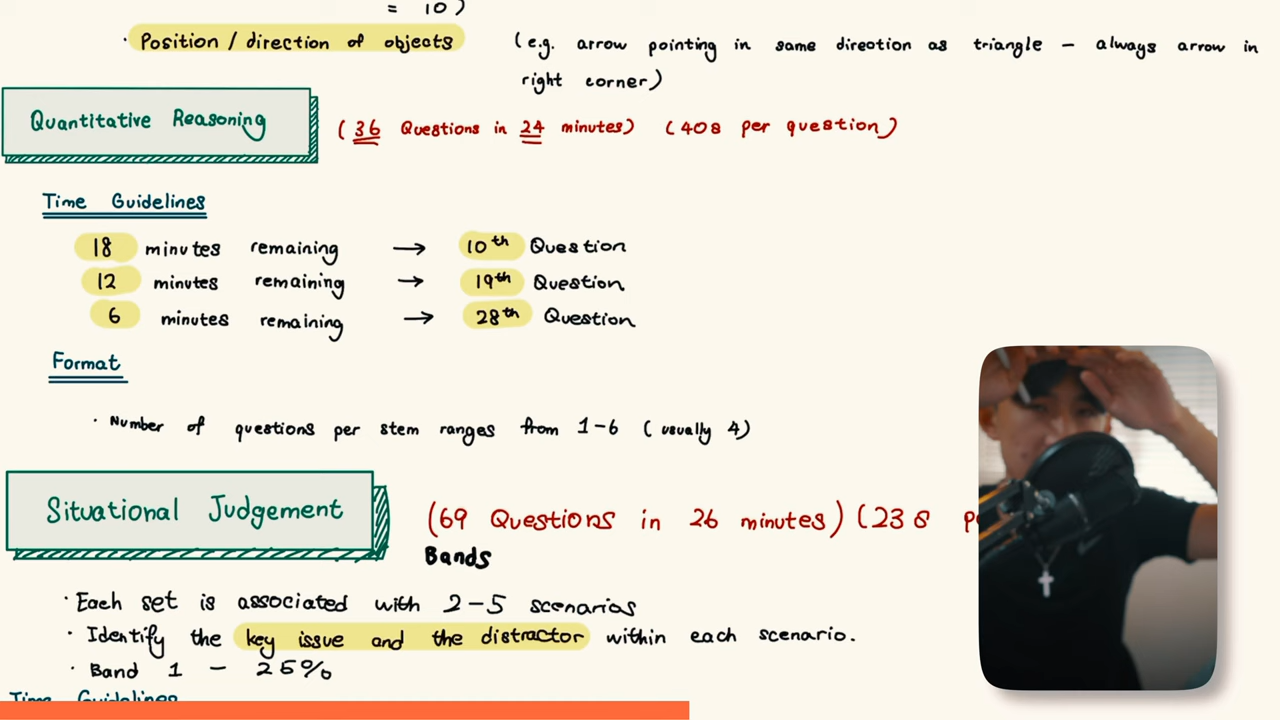 = 10)
· Position / direction of objects (e.g. arrow pointing in same direction as triangle – always arrow in
right corner)
Quantitative Reasoning (36 Questions in 24 minutes) (40s per question)
Time Guidelines
18 minutes remaining → 10th Question
12 minutes remaining → 19th Question
6 minutes remaining → 28th Question
Format
· Number of questions per stem ranges from 1-6 (usually 4)
Situational Judgement (69 Questions in 26 minutes) (23s
Bands
· Each set is associated with 2-5 scenarios
· Identify the key issue and the distractor within each scenario.
· Band 1 – 25%
Time Guidelines